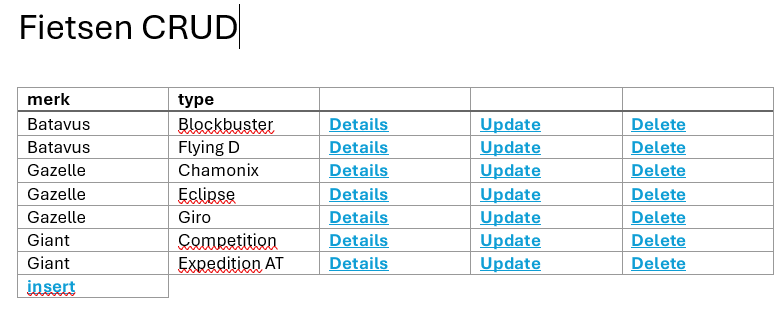 Fietsen CRUD
merk type
Batavus Blockbuster Details Update Delete
Batavus Flying D Details Update Delete
Gazelle Chamonix Details Update Delete
Gazelle Eclipse Details Update Delete
Gazelle Giro Details Update Delete
Giant Competition Details Update Delete
Giant Expedition AT Details Update Delete
insert